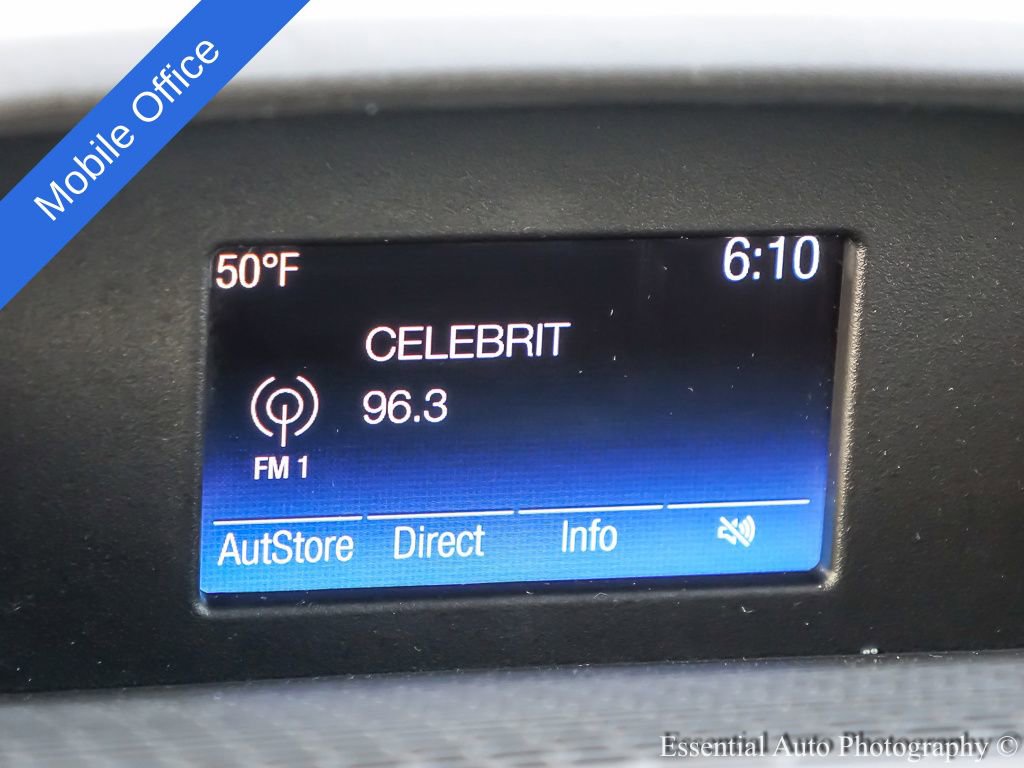 Mobile Office
50°F 6:10
CELEBRIT
96.3
FM 1
AutStore Direct Info
Essential Auto Photography ©